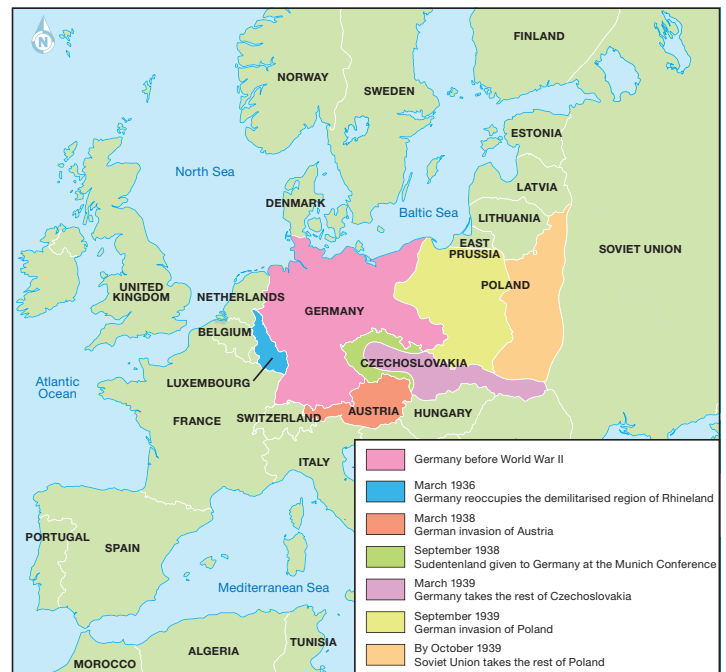 N
FINLAND
NORWAY
SWEDEN
ESTONIA
North Sea
LATVIA
DENMARK
Baltic Sea
LITHUANIA
EAST
PRUSSIA
SOVIET UNION
POLAND
UNITED
KINGDOM
NETHERLANDS
GERMANY
BELGIUM
CZECHOSLOVAKIA
LUXEMBOURG
Atlantic
Ocean
FRANCE
SWITZERLAND
AUSTRIA
HUNGARY
ITALY
PORTUGAL
SPAIN
Mediterranean Sea
TUNISIA
ALGERIA
MOROCCO
Germany before World War II
March 1936
Germany reoccupies the demilitarised region of Rhineland
March 1938
German invasion of Austria
September 1938
Sudentenland given to Germany at the Munich Conference
March 1939
Germany takes the rest of Czechoslovakia
September 1939
German invasion of Poland
By October 1939
Soviet Union takes the rest of Poland